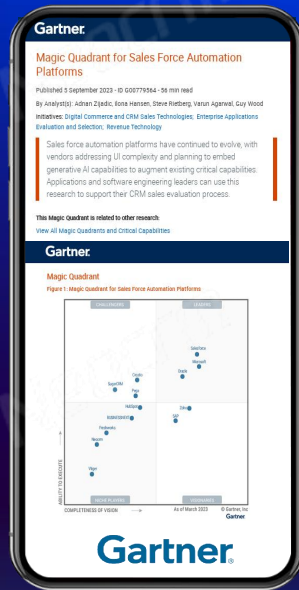 Gartner
Magic Quadrant for Sales Force Automation
Platforms
Published 5 September 2023 - ID G00779564 - 56 min read
By Analyst(s): Adnan Zijadic, Ilona Hansen, Steve Rietberg, Varun Agarwal, Guy Wood
Initiatives: Digital Commerce and CRM Sales Technologies; Enterprise Applications
Evaluation and Selection; Revenue Technology
Sales force automation platforms have continued to evolve, with
vendors addressing UI complexity and planning to embed
generative AI capabilities to augment existing critical capabilities.
Applications and software engineering leaders can use this
research to support their CRM sales evaluation process.
This Magic Quadrant is related to other research:
View All Magic Quadrants and Critical Capabilities
Gartner
Magic Quadrant
Figure 1: Magic Quadrant for Sales Force Automation Platforms
CHALLENGERS
LEADERS
Salesforce
Microsoft
Oracle
Creatio
SugarCRM
Pega
HubSpot
Zoho
SAP
Freshworks
Vtiger
NICHE PLAYERS
VISIONARIES
ABILITY TO EXECUTE
COMPLETENESS OF VISION
As of March 2023
© Gartner, Inc
Gartner
Gartner®